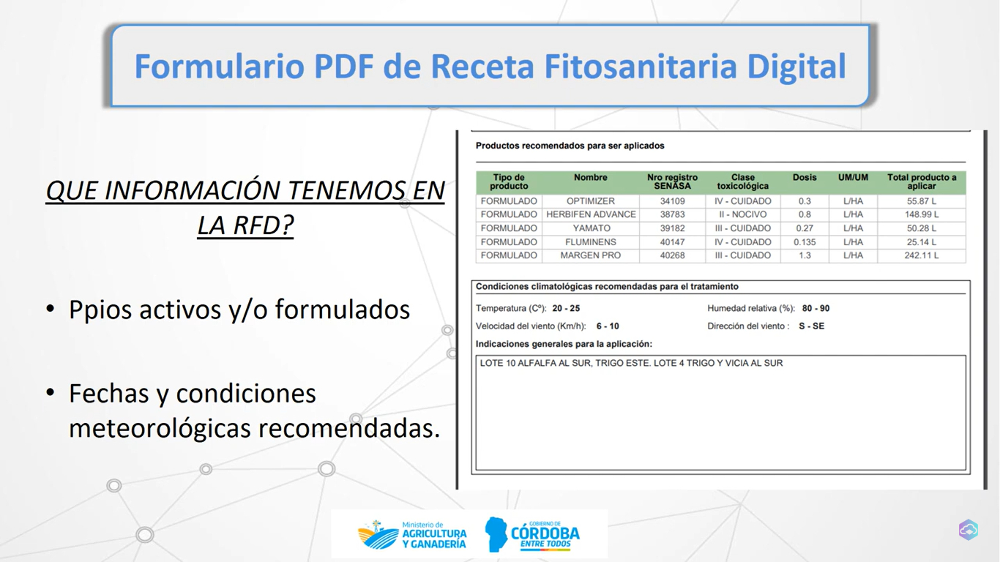 Formulario PDF de Receta Fitosanitaria Digital
QUE INFORMACIÓN TENEMOS EN
LA RFD?
• Ppios activos y/o formulados
• Fechas y condiciones
meteorológicas recomendadas.
Productos recomendados para ser aplicados
Tipo de producto Nombre Nro registro SENASA Clase toxicológica Dosis UM/UM Total producto a aplicar
FORMULADO OPTIMIZER 34109 IV - CUIDADO 0.3 L/HA 55.87 L
FORMULADO HERBIFEN ADVANCE 38783 II - NOCIVO 0.8 L/HA 148.99 L
FORMULADO YAMATO 39182 III - CUIDADO 0.27 L/HA 50.28 L
FORMULADO FLUMINENS 40147 IV - CUIDADO 0.135 L/HA 25.14 L
FORMULADO MARGEN PRO 40268 III - CUIDADO 1.3 L/HA 242.11 L
Condiciones climatológicas recomendadas para el tratamiento
Temperatura (Cº): 20 - 25 Humedad relativa (%): 80 - 90
Velocidad del viento (Km/h): 6 - 10 Dirección del viento : S - SE
Indicaciones generales para la aplicación:
LOTE 10 ALFALFA AL SUR, TRIGO ESTE. LOTE 4 TRIGO Y VICIA AL SUR
Ministerio de
AGRICULTURA
Y GANADERÍA
GOBIERNO DE
CÓRDOBA
ENTRE TODOS